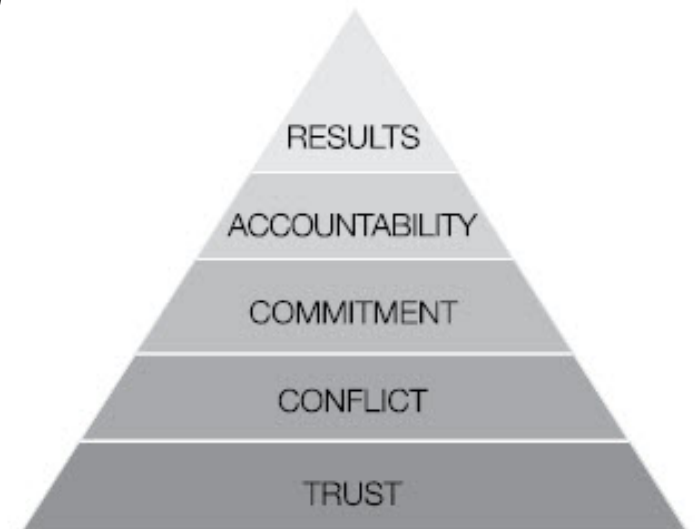 RESULTS
ACCOUNTABILITY
COMMITMENT
CONFLICT
TRUST